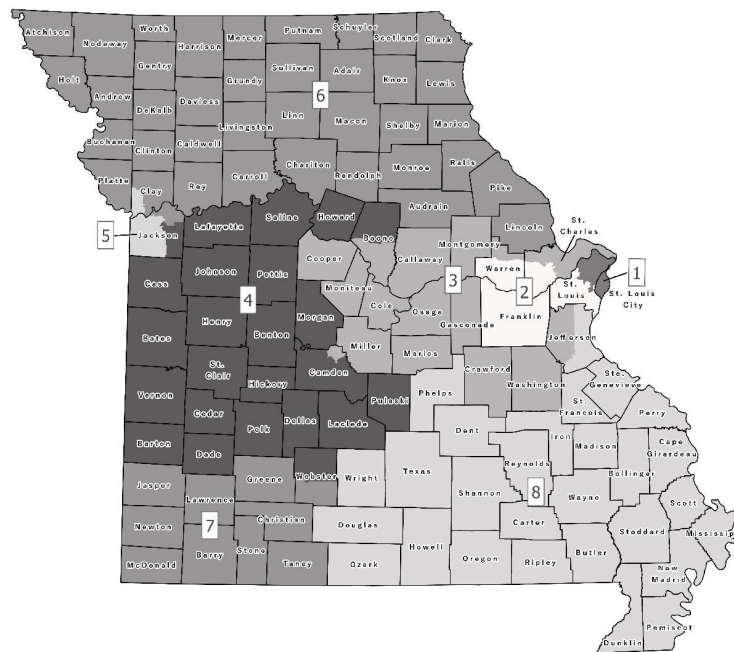 Atchison
Nodaway
Worth
Harrison
Mercer
Putnam
Schuyler
Scotland
Clark
Gentry
Sullivan
Adair
Knox
Lewis
Holt
Andrew
DeKalb
Daviess
Grundy
6
Linn
Macon
Shelby
Marion
Buchanan
Clinton
Caldwell
Livingston
Chariton
Randolph
Monroe
Ralls
Platte
Clay
Ray
Carroll
Pike
Audrain
5
Jackson
Lafayette
Saline
Howard
Boone
Lincoln
St.
Charles
Montgomery
Callaway
Cooper
Warren
Johnson
Pettis
Moniteau
3
2
St.
Louis
1
St. Louis
City
Cass
4
Cole
Osage
Gasconade
Franklin
Morgan
Henry
Benton
Miller
Maries
Jefferson
Bates
St.
Clair
Camden
Crawford
Washington
Ste.
Genevieve
Hickory
Phelps
St.
Francois
Perry
Vernon
Cedar
Polk
Dallas
Laclede
Pulaski
Dent
Iron
Madison
Cape
Girardeau
Barton
Dade
Reynolds
Bollinger
Jasper
Greene
Webster
Wright
Texas
Shannon
8
Wayne
Scott
Lawrence
Newton
7
Christian
Douglas
Carter
Stoddard
Mississip
Howell
Butler
McDonald
Barry
Stone
Taney
Ozark
Oregon
Ripley
New
Madrid
Pemiscot
Dunklin